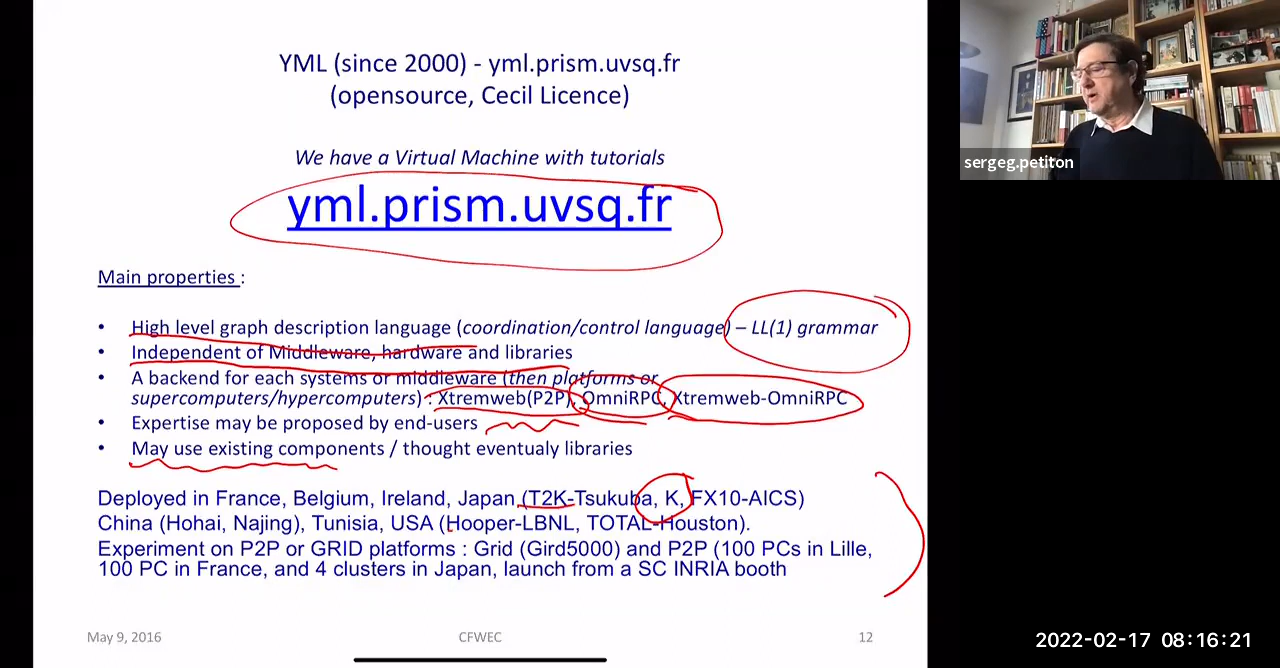 YML (since 2000) - yml.prism.uvsq.fr
(opensource, Cecil Licence)
We have a Virtual Machine with tutorials
yml.prism.uvsq.fr
Main properties :
• High level graph description language (coordination/control language) – LL(1) grammar
• Independent of Middleware, hardware and libraries
• A backend for each systems or middleware (then platforms or
supercomputers/hypercomputers) : Xtremweb(P2P), OmniRPC, Xtremweb-OmniRPC
• Expertise may be proposed by end-users
• May use existing components / thought eventualy libraries
Deployed in France, Belgium, Ireland, Japan (T2K-Tsukuba, K, FX10-AICS)
China (Hohai, Najing), Tunisia, USA (Hooper-LBNL, TOTAL-Houston).
Experiment on P2P or GRID platforms : Grid (Gird5000) and P2P (100 PCs in Lille,
100 PC in France, and 4 clusters in Japan, launch from a SC INRIA booth
May 9, 2016
CFWEC
12
sergeg.petiton
2022-02-17 08:16:21